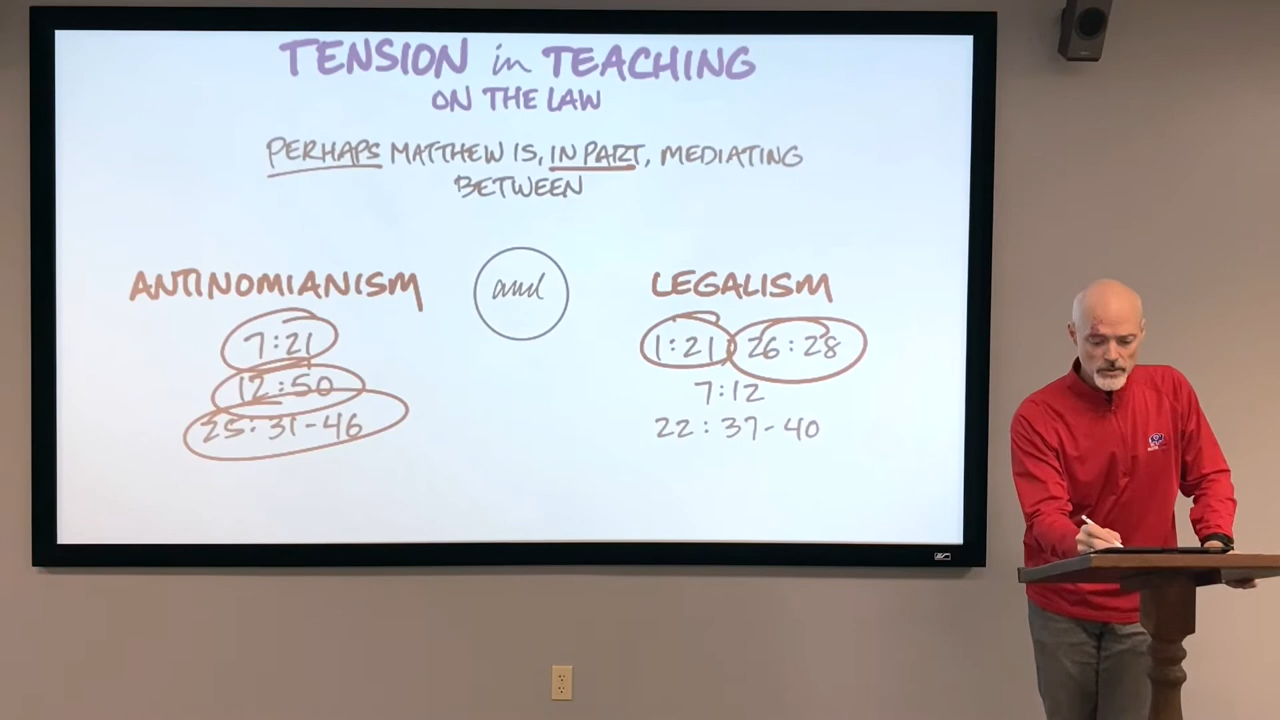 TENSION in TEACHING
ON THE LAW
PERHAPS MATTHEW IS, IN PART, MEDIATING
BETWEEN
ANTINOMIANISM and LEGALISM
7:21
12:50
25:31-46
1:21 26:28
7:12
22:37-40